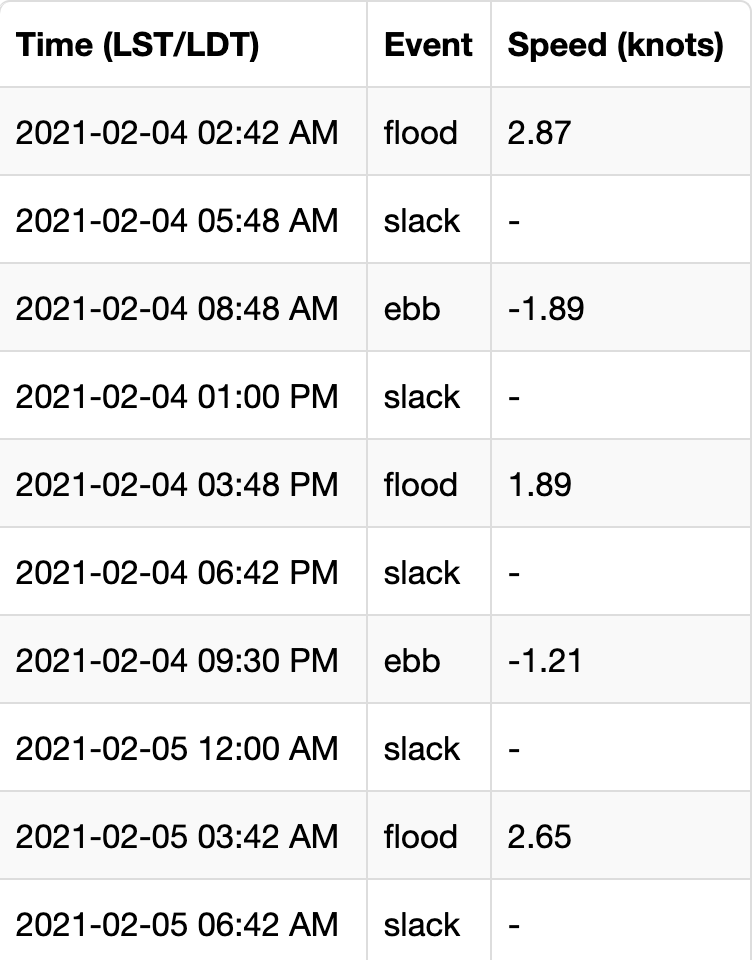 Time (LST/LDT) Event Speed (knots)
2021-02-04 02:42 AM flood 2.87
2021-02-04 05:48 AM slack -
2021-02-04 08:48 AM ebb -1.89
2021-02-04 01:00 PM slack -
2021-02-04 03:48 PM flood 1.89
2021-02-04 06:42 PM slack -
2021-02-04 09:30 PM ebb -1.21
2021-02-05 12:00 AM slack -
2021-02-05 03:42 AM flood 2.65
2021-02-05 06:42 AM slack -